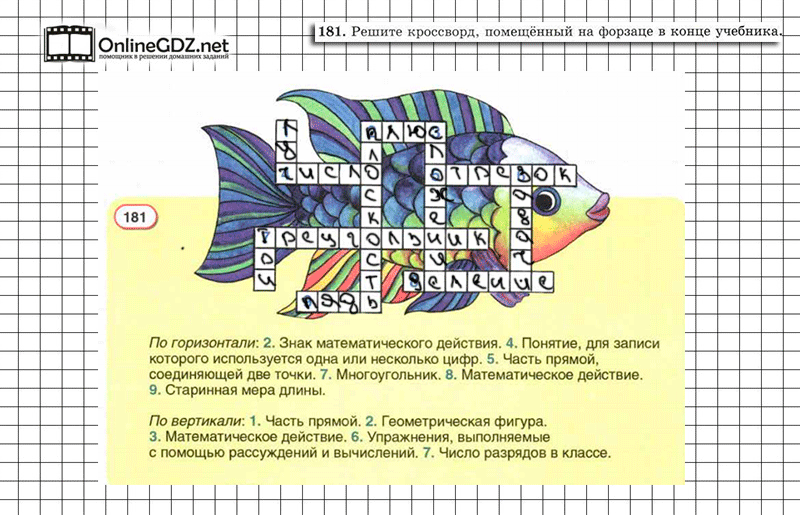 OnlineGDZ.net
помощник в решении домашних заданий
181. Решите кроссворд, помещённый на форзаце в конце учебника.
плюс
число
отрезок
181
треугольник
деление
пядь
По горизонтали: 2. Знак математического действия. 4. Понятие, для записи
которого используется одна или несколько цифр. 5. Часть прямой,
соединяющей две точки. 7. Многоугольник. 8. Математическое действие.
9. Старинная мера длины.
По вертикали: 1. Часть прямой. 2. Геометрическая фигура.
3. Математическое действие. 6. Упражнения, выполняемые
с помощью рассуждений и вычислений. 7. Число разрядов в классе.